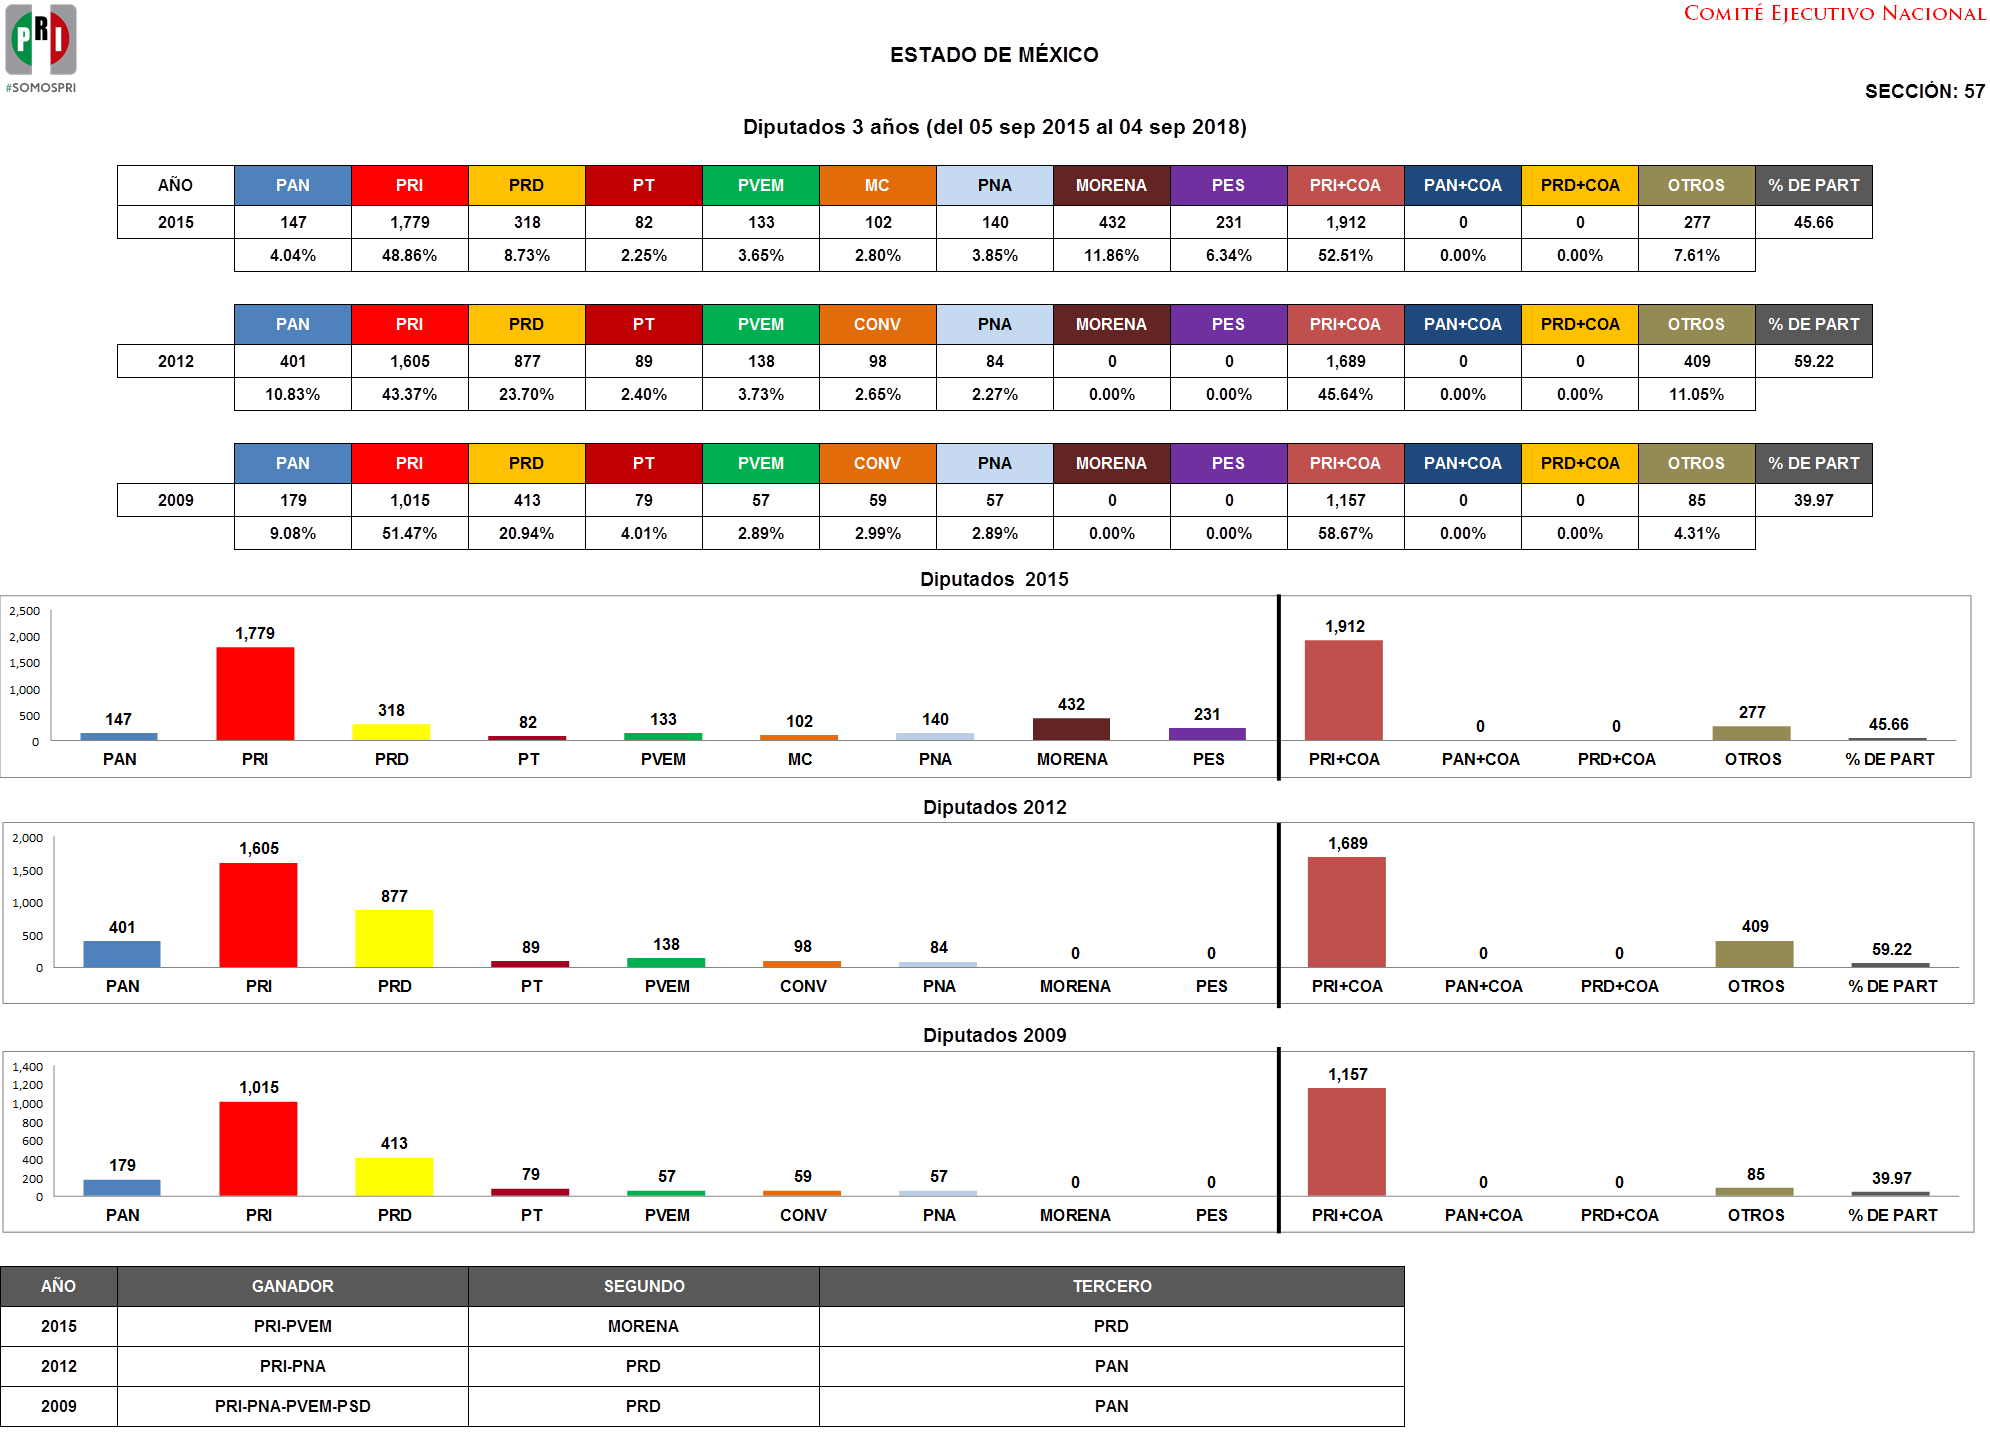 PRI
#SOMOSPRI
COMITÉ EJECUTIVO NACIONAL
ESTADO DE MÉXICO
SECCIÓN: 57
Diputados 3 años (del 05 sep 2015 al 04 sep 2018)
AÑO PAN PRI PRD PT PVEM MC PNA MORENA PES PRI+COA PAN+COA PRD+COA OTROS % DE PART
2015 147 1,779 318 82 133 102 140 432 231 1,912 0 0 277 45.66
4.04% 48.86% 8.73% 2.25% 3.65% 2.80% 3.85% 11.86% 6.34% 52.51% 0.00% 0.00% 7.61%
PAN PRI PRD PT PVEM CONV PNA MORENA PES PRI+COA PAN+COA PRD+COA OTROS % DE PART
2012 401 1,605 877 89 138 98 84 0 0 1,689 0 0 409 59.22
10.83% 43.37% 23.70% 2.40% 3.73% 2.65% 2.27% 0.00% 0.00% 45.64% 0.00% 0.00% 11.05%
PAN PRI PRD PT PVEM CONV PNA MORENA PES PRI+COA PAN+COA PRD+COA OTROS % DE PART
2009 179 1,015 413 79 57 59 57 0 0 1,157 0 0 85 39.97
9.08% 51.47% 20.94% 4.01% 2.89% 2.99% 2.89% 0.00% 0.00% 58.67% 0.00% 0.00% 4.31%
Diputados 2015
2,500
2,000
1,500
1,000
500
0
147 1,779 318 82 133 102 140 432 231 1,912 0 0 277 45.66
PAN PRI PRD PT PVEM MC PNA MORENA PES PRI+COA PAN+COA PRD+COA OTROS % DE PART
Diputados 2012
2,000
1,500
1,000
500
0
401 1,605 877 89 138 98 84 0 0 1,689 0 0 409 59.22
PAN PRI PRD PT PVEM CONV PNA MORENA PES PRI+COA PAN+COA PRD+COA OTROS % DE PART
Diputados 2009
1,400
1,200
1,000
800
600
400
200
0
179 1,015 413 79 57 59 57 0 0 1,157 0 0 85 39.97
PAN PRI PRD PT PVEM CONV PNA MORENA PES PRI+COA PAN+COA PRD+COA OTROS % DE PART
AÑO GANADOR SEGUNDO TERCERO
2015 PRI-PVEM MORENA PRD
2012 PRI-PNA PRD PAN
2009 PRI-PNA-PVEM-PSD PRD PAN